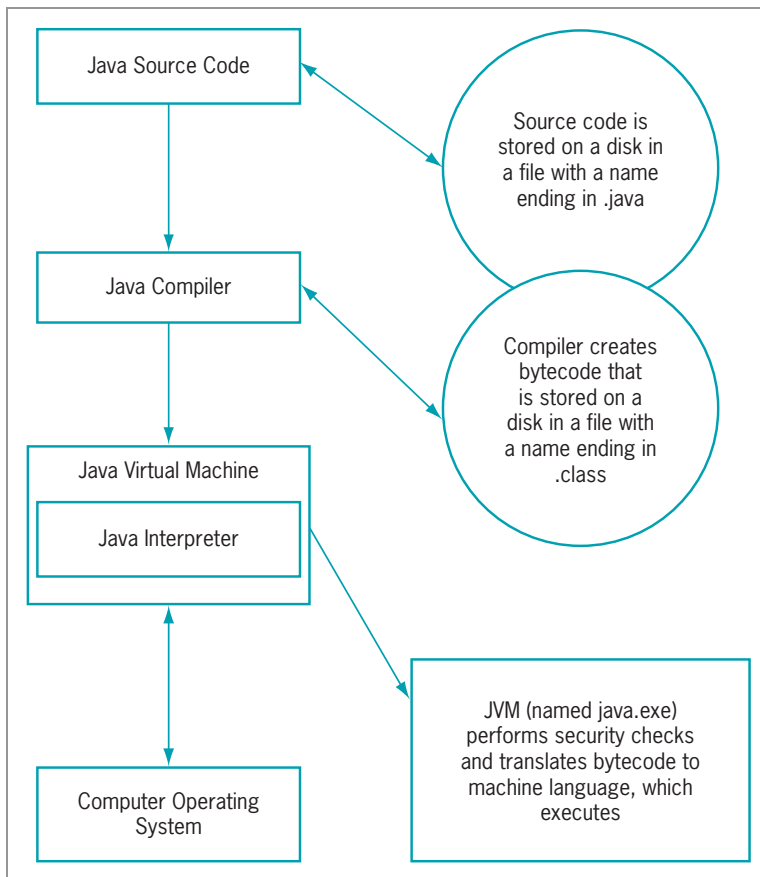 Java Source Code
Source code is
stored on a disk in
a file with a name
ending in .java
Java Compiler
Compiler creates
bytecode that
is stored on a
disk in a file with
a name ending in
.class
Java Virtual Machine
Java Interpreter
JVM (named java.exe)
performs security checks
and translates bytecode to
machine language, which
executes
Computer Operating
System